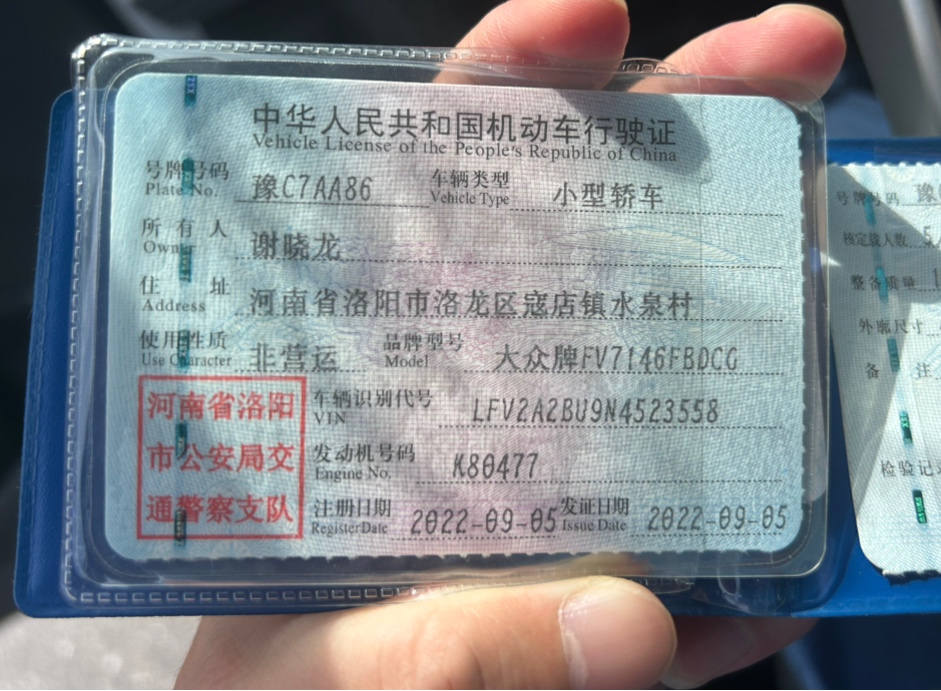 中华人民共和国机动车行驶证
Vehicle License of the People's Republic of China
号牌号码 豫C7AA86 车辆类型 小型轿车
Plate No. Vehicle Type
所有人 谢晓龙
Owner
住址 河南省洛阳市洛龙区寇店镇水泉村
Address
使用性质 非营运 品牌型号 大众牌FV7146FBDCG
Use Character Model
河南省洛阳
市公安局交
通警察支队
车辆识别代号 LFV2A2BU9N4523558
VIN
发动机号码 K80477
Engine No.
注册日期 2022-09-05 发证日期 2022-09-05
Register Date Issue Date
号牌号码 豫
核定载人数 5
整备质量 1
外廓尺寸
备注
检验记